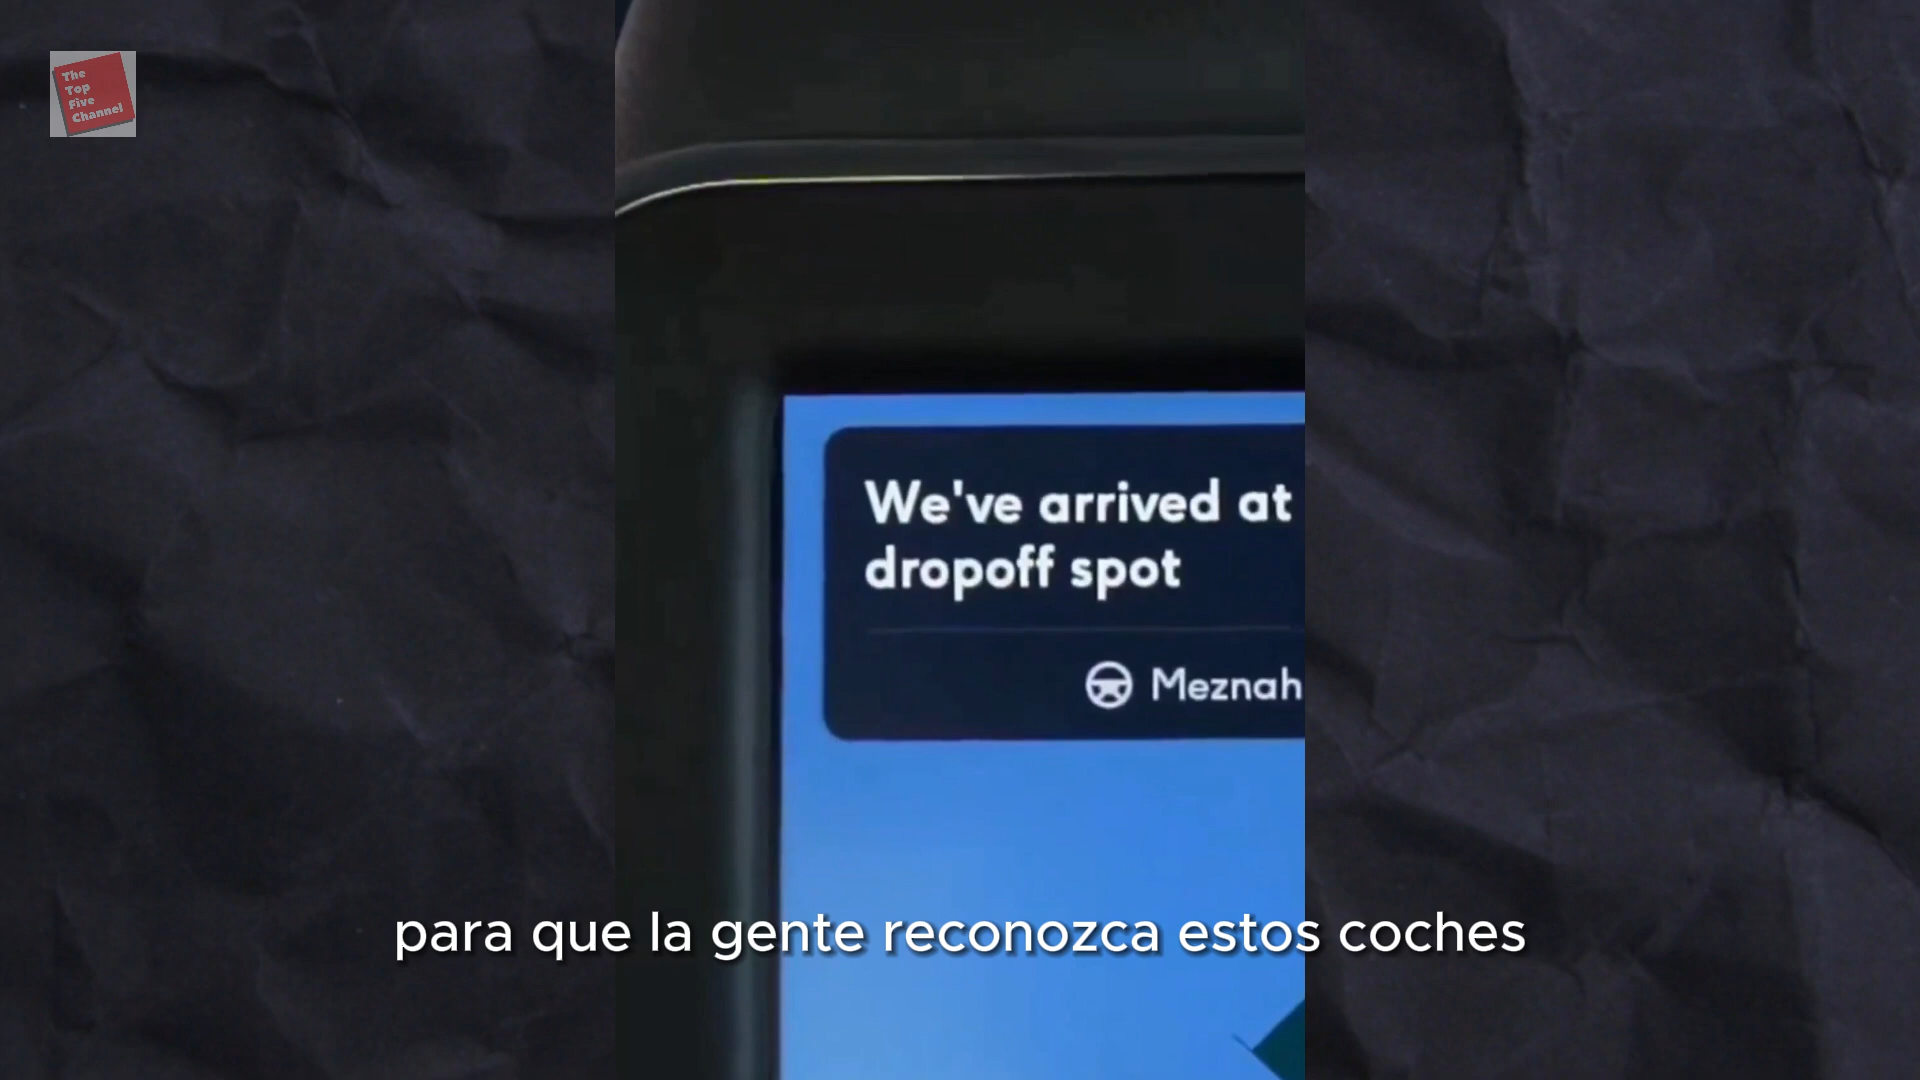 The
Top
Five
Channel
We've arrived at
dropoff spot
Meznah
para que la gente reconozca estos coches